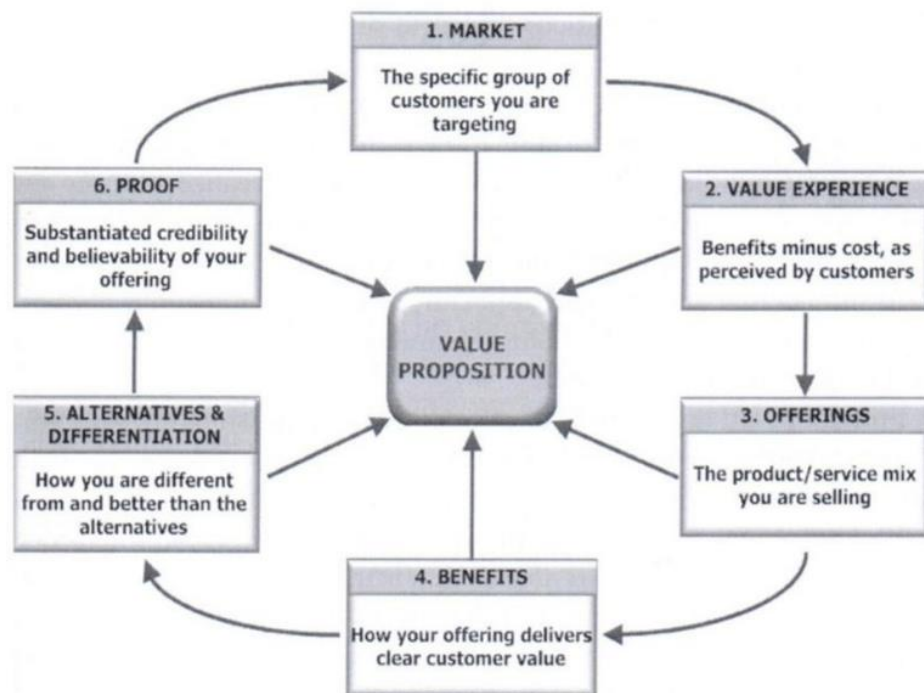 1. MARKET
The specific group of
customers you are
targeting
2. VALUE EXPERIENCE
Benefits minus cost, as
perceived by customers
3. OFFERINGS
The product/service mix
you are selling
4. BENEFITS
How your offering delivers
clear customer value
5. ALTERNATIVES &
DIFFERENTIATION
How you are different
from and better than the
alternatives
6. PROOF
Substantiated credibility
and believability of your
offering
VALUE
PROPOSITION